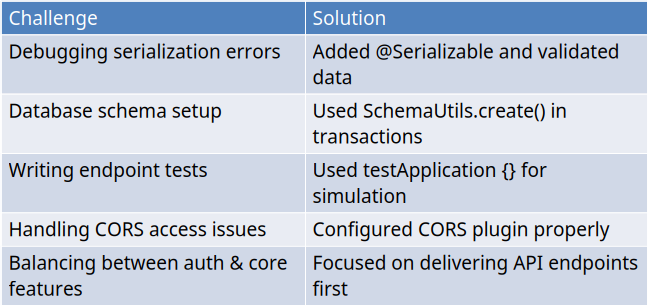 Challenge
Solution
Debugging serialization errors
Added @Serializable and validated
data
Database schema setup
Used SchemaUtils.create() in
transactions
Writing endpoint tests
Used testApplication {} for
simulation
Handling CORS access issues
Configured CORS plugin properly
Balancing between auth & core
features
Focused on delivering API endpoints
first